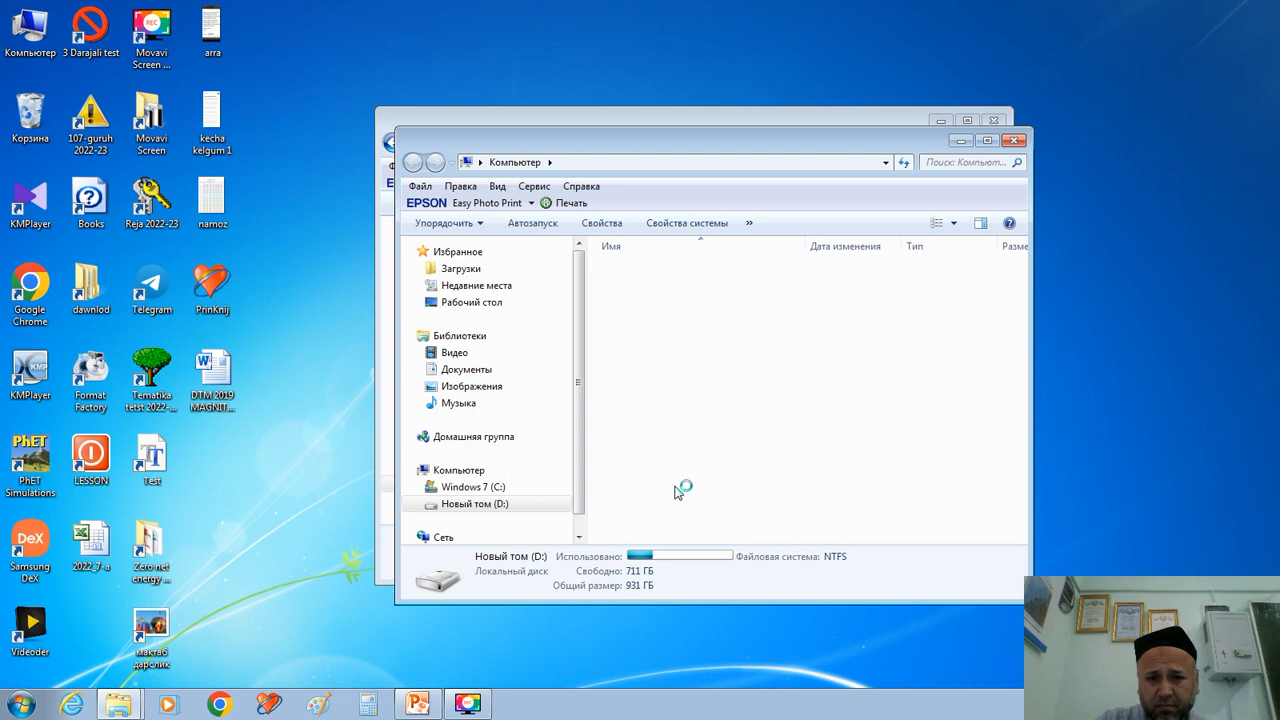 Компьютер
3 Darajali test
Movavi
Screen ...
arra
Корзина
107-guruh
2022-23
Movavi
Screen
kecha
kelgum 1
KMPlayer
Books
Reja 2022-23
namoz
Google
Chrome
dawnlod
Telegram
PrinKnij
KMPlayer
Format
Factory
Tematika
tetst 2022-...
DTM 2019
MAGNIT...
PhET
PhET
Simulations
LESSON
Test
DeX
Samsung
DeX
2022_7-a
Zero net
energy ...
Videoder
мактаб
дарслик
Компьютер
Поиск: Компьют...
Файл Правка Вид Сервис Справка
EPSON Easy Photo Print Печать
Упорядочить Автозапуск Свойства Свойства системы »
Имя Дата изменения Тип Разме
Избранное
Загрузки
Недавние места
Рабочий стол
Библиотеки
Видео
Документы
Изображения
Музыка
Домашняя группа
Компьютер
Windows 7 (C:)
Новый том (D:)
Сеть
Новый том (D:) Использовано: Файловая система: NTFS
Локальный диск Свободно: 711 ГБ
Общий размер: 931 ГБ